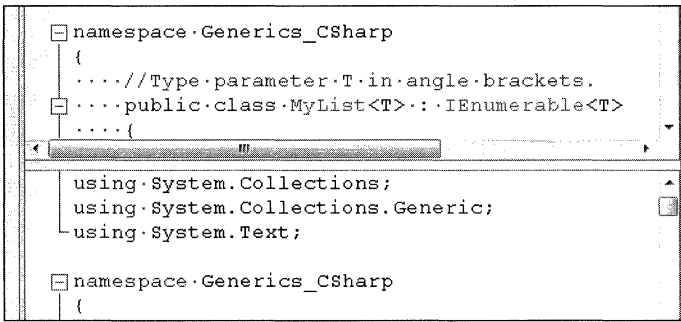 namespace·Generics_CSharp
{
····//Type·parameter·T·in·angle·brackets.
····public·class·MyList<T>·:·IEnumerable<T>
····{
using·System.Collections;
using·System.Collections.Generic;
using·System.Text;
namespace·Generics_CSharp
{